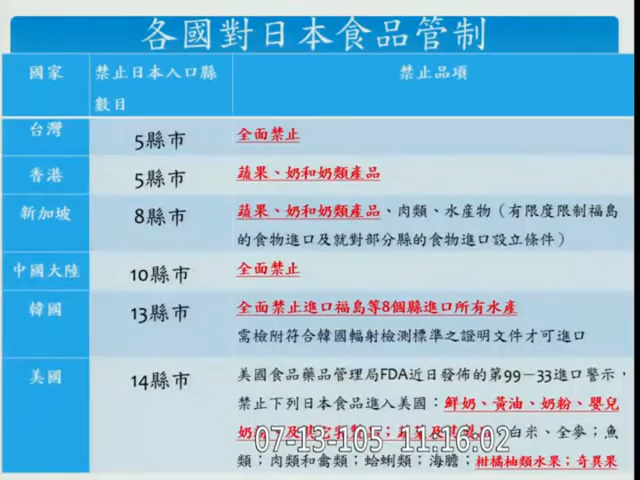 各國對日本食品管制
國家 禁止日本入口縣數目 禁止品項
台灣 5縣市 全面禁止
香港 5縣市 蔬果、奶和奶類產品
新加坡 8縣市 蔬果、奶和奶類產品、肉類、水產物（有限度限制福島
的食物進口及就對部分縣的食物進口設立條件）
中國大陸 10縣市 全面禁止
韓國 13縣市 全面禁止進口福島等8個縣進口所有水產
需檢附符合韓國輻射檢測標準之證明文件才可進口
美國 14縣市 美國食品藥品管理局FDA近日發佈的第99－33進口警示，
禁止下列日本食品進入美國：鮮奶、黃油、奶粉、嬰兒
奶 白米、全參；魚
07-13-105 11.16.02
類；肉類和禽類；蛤蜊類；海膽；柑橘柚類水果；奇異果